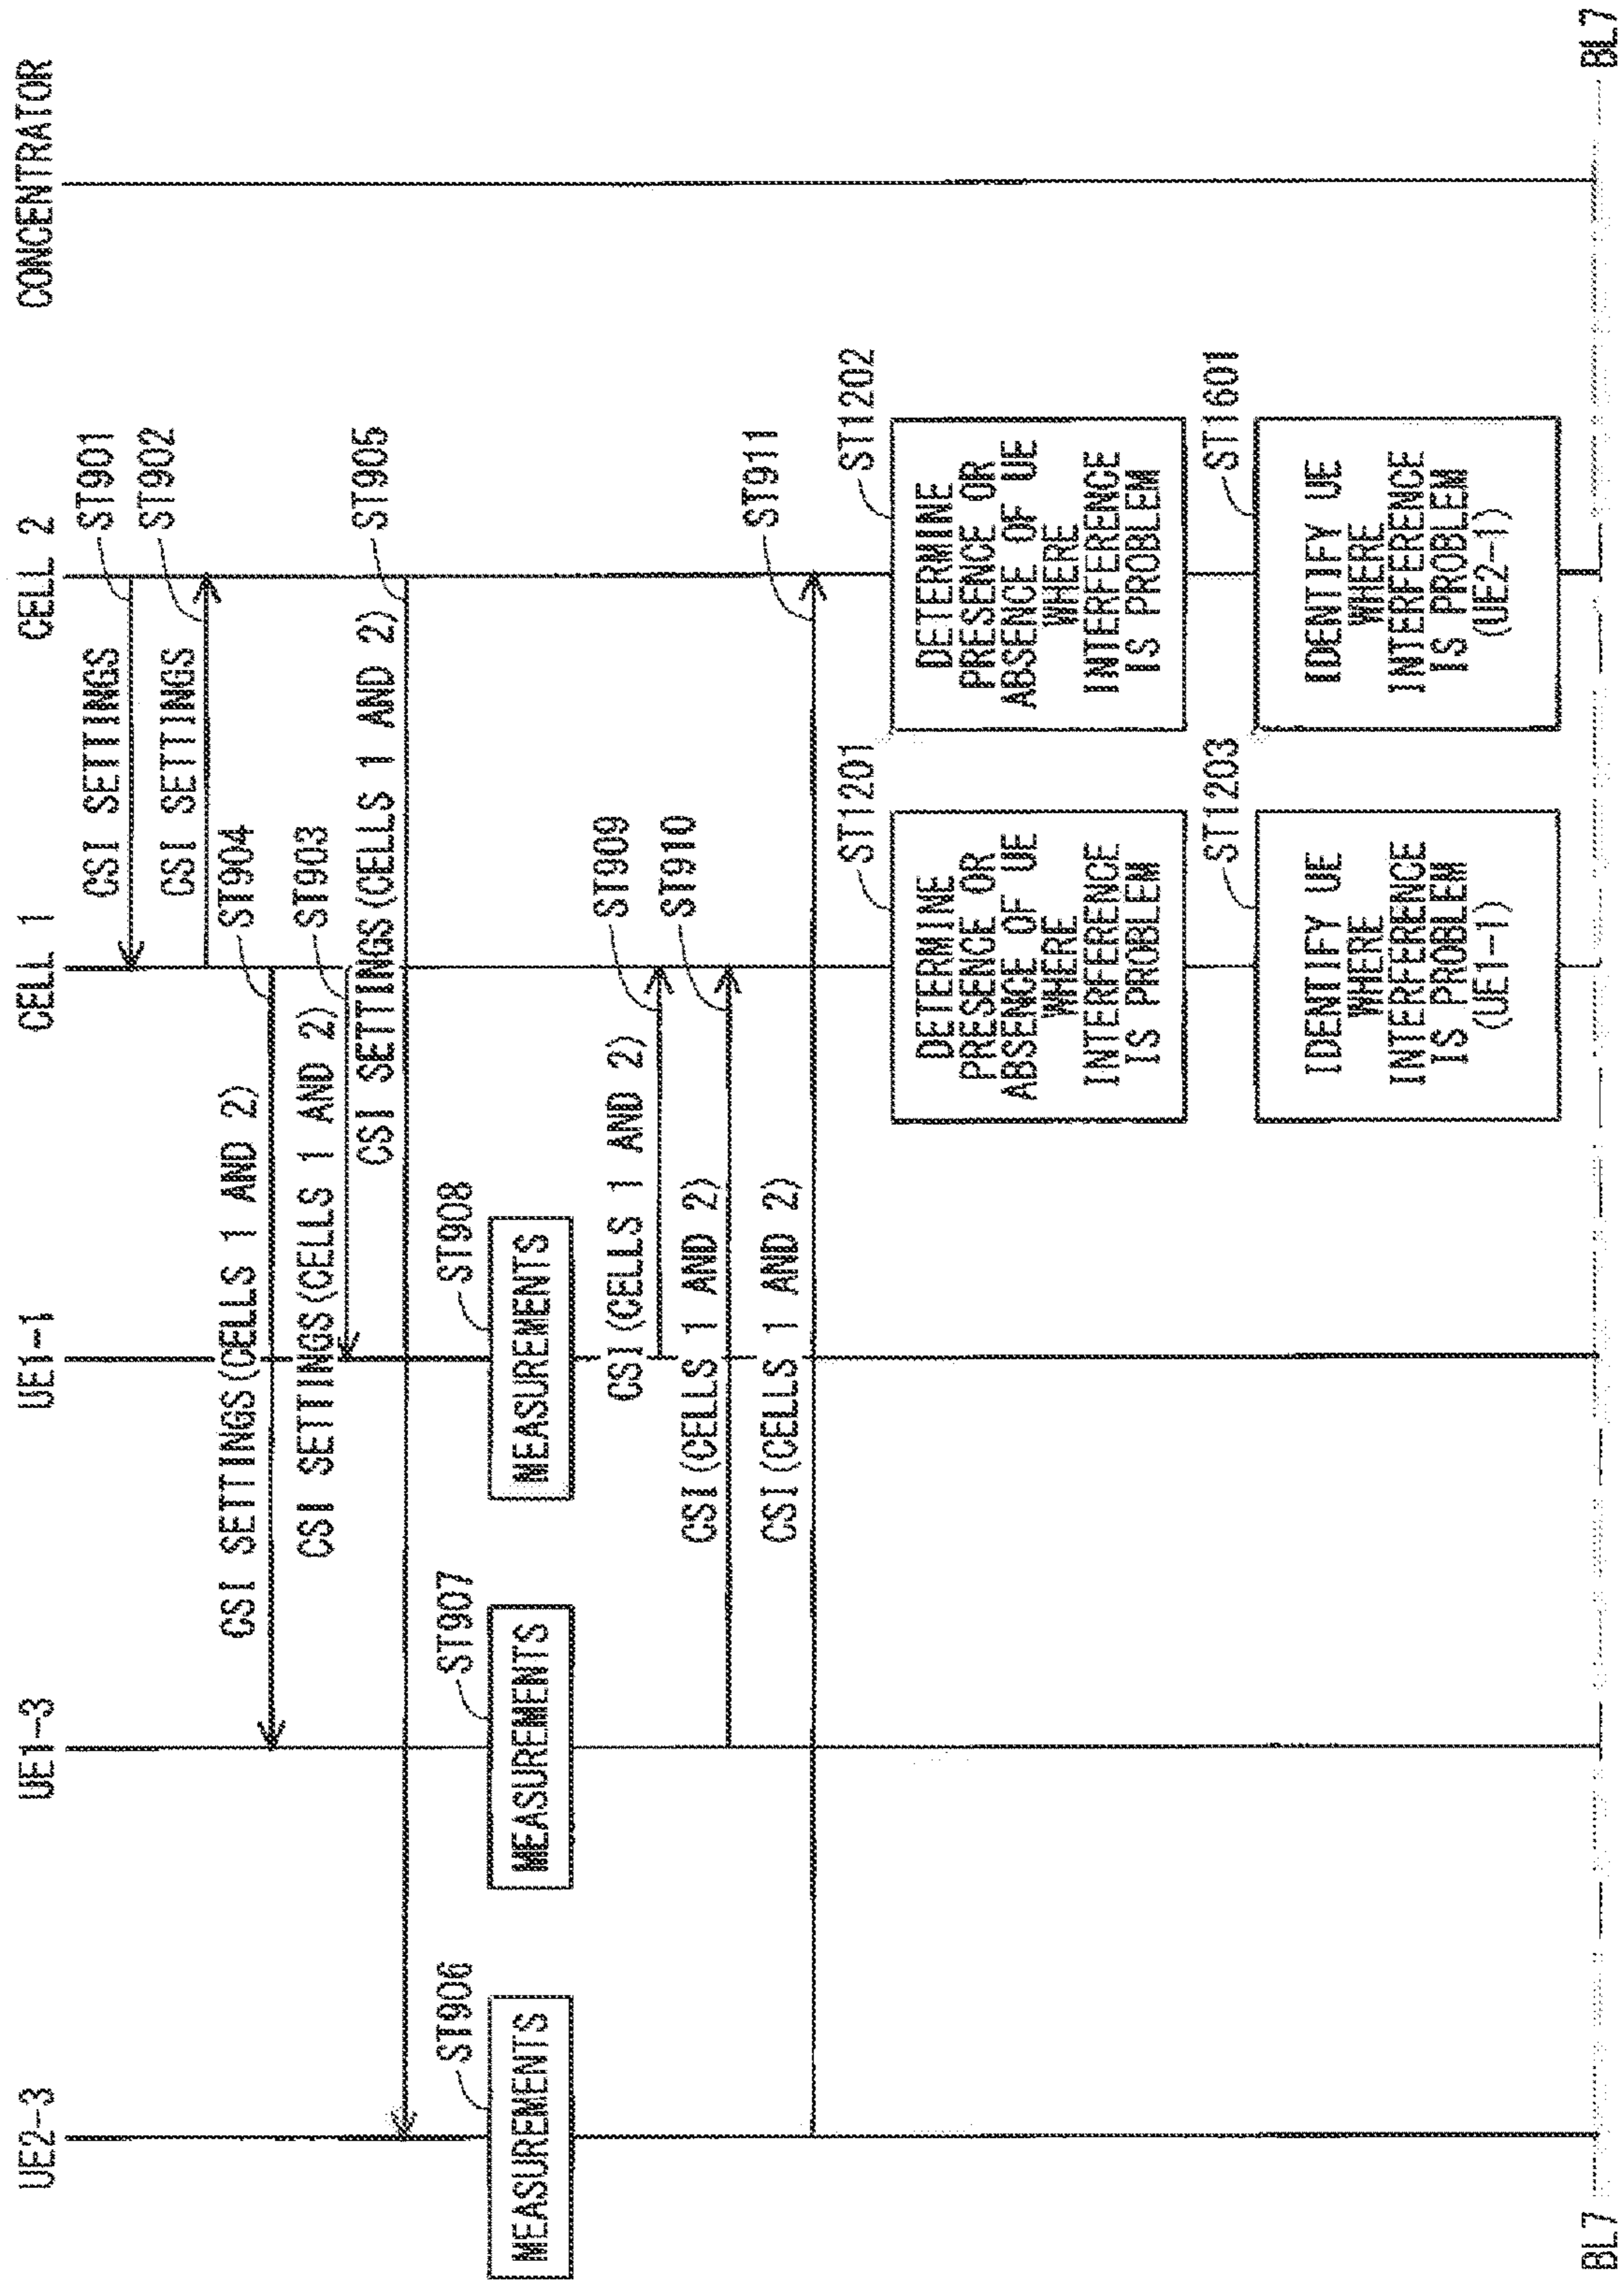 UE2-3
UE1-3
UE1-1
CELL 1
CELL 2
CONCENTRATOR
ST901
CSI SETTINGS
ST902
CSI SETTINGS
ST904
CSI SETTINGS(CELLS 1 AND 2)
ST903
CSI SETTINGS(CELLS 1 AND 2)
ST905
CSI SETTINGS(CELLS 1 AND 2)
ST906
MEASUREMENTS
ST907
MEASUREMENTS
ST908
MEASUREMENTS
ST909
CSI(CELLS 1 AND 2)
ST910
CSI(CELLS 1 AND 2)
ST911
CSI(CELLS 1 AND 2)
ST1201
DETERMINE
PRESENCE OR
ABSENCE OF UE
WHERE
INTERFERENCE
IS PROBLEM
ST1202
DETERMINE
PRESENCE OR
ABSENCE OF UE
WHERE
INTERFERENCE
IS PROBLEM
ST1203
IDENTIFY UE
WHERE
INTERFERENCE
IS PROBLEM
(UE1-1)
ST1601
IDENTIFY UE
WHERE
INTERFERENCE
IS PROBLEM
(UE2-1)
BL7
BL7